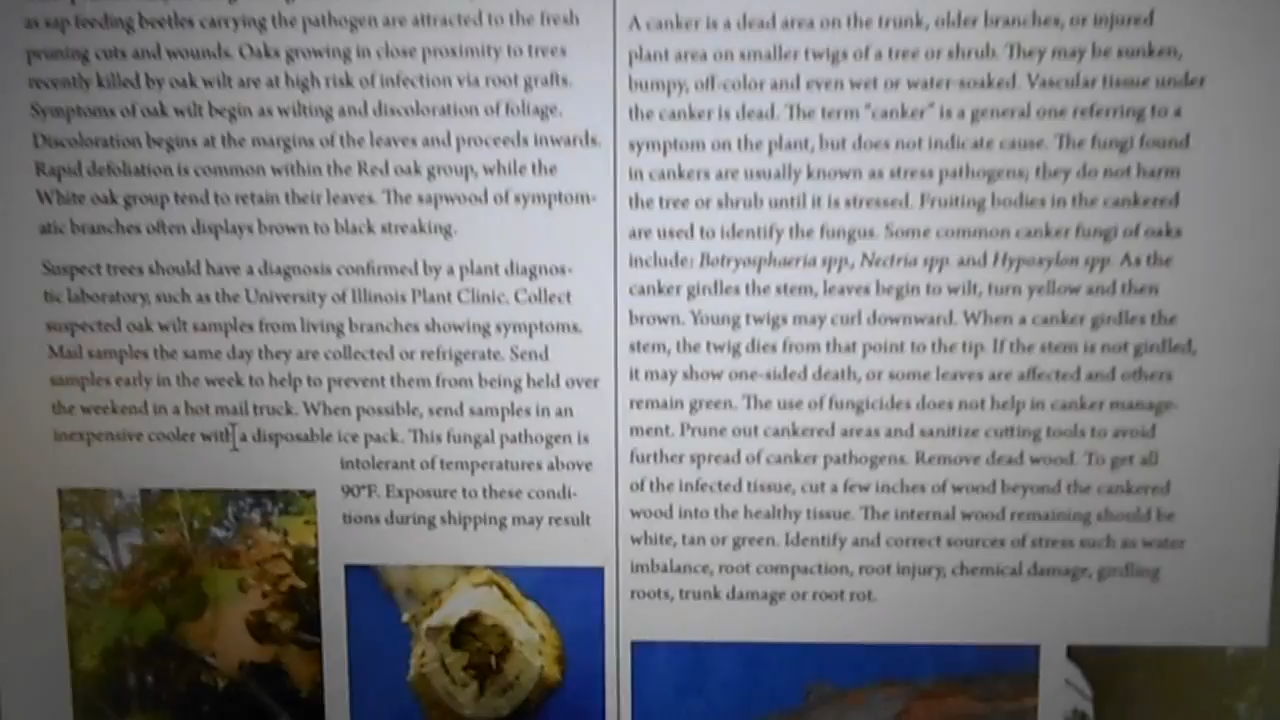 as sap feeding beetles carrying the pathogen are attracted to the fresh
pruning cuts and wounds. Oaks growing in close proximity to trees
recently killed by oak wilt are at high risk of infection via root grafts.
Symptoms of oak wilt begin as wilting and discoloration of foliage.
Discoloration begins at the margins of the leaves and proceeds inwards.
Rapid defoliation is common within the Red oak group, while the
White oak group tend to retain their leaves. The sapwood of symptom-
atic branches often displays brown to black streaking.
Suspect trees should have a diagnosis confirmed by a plant diagnos-
tic laboratory, such as the University of Illinois Plant Clinic. Collect
suspected oak wilt samples from living branches showing symptoms.
Mail samples the same day they are collected or refrigerate. Send
samples early in the week to help to prevent them from being held over
the weekend in a hot mail truck. When possible, send samples in an
inexpensive cooler with a disposable ice pack. This fungal pathogen is
intolerant of temperatures above
90°F. Exposure to these condi-
tions during shipping may result
A canker is a dead area on the trunk, older branches, or injured
plant area on smaller twigs of a tree or shrub. They may be sunken,
bumpy, off-color and even wet or water-soaked. Vascular tissue under
the canker is dead. The term "canker" is a general one referring to a
symptom on the plant, but does not indicate cause. The fungi found
in cankers are usually known as stress pathogens; they do not harm
the tree or shrub until it is stressed. Fruiting bodies in the cankered
are used to identify the fungus. Some common canker fungi of oaks
include: Botryosphaeria spp., Nectria spp. and Hypoxylon spp. As the
canker girdles the stem, leaves begin to wilt, turn yellow and then
brown. Young twigs may curl downward. When a canker girdles the
stem, the twig dies from that point to the tip. If the stem is not girdled,
it may show one-sided death, or some leaves are affected and others
remain green. The use of fungicides does not help in canker manage-
ment. Prune out cankered areas and sanitize cutting tools to avoid
further spread of canker pathogens. Remove dead wood. To get all
of the infected tissue, cut a few inches of wood beyond the cankered
wood into the healthy tissue. The internal wood remaining should be
white, tan or green. Identify and correct sources of stress such as water
imbalance, root compaction, root injury, chemical damage, girdling
roots, trunk damage or root rot.